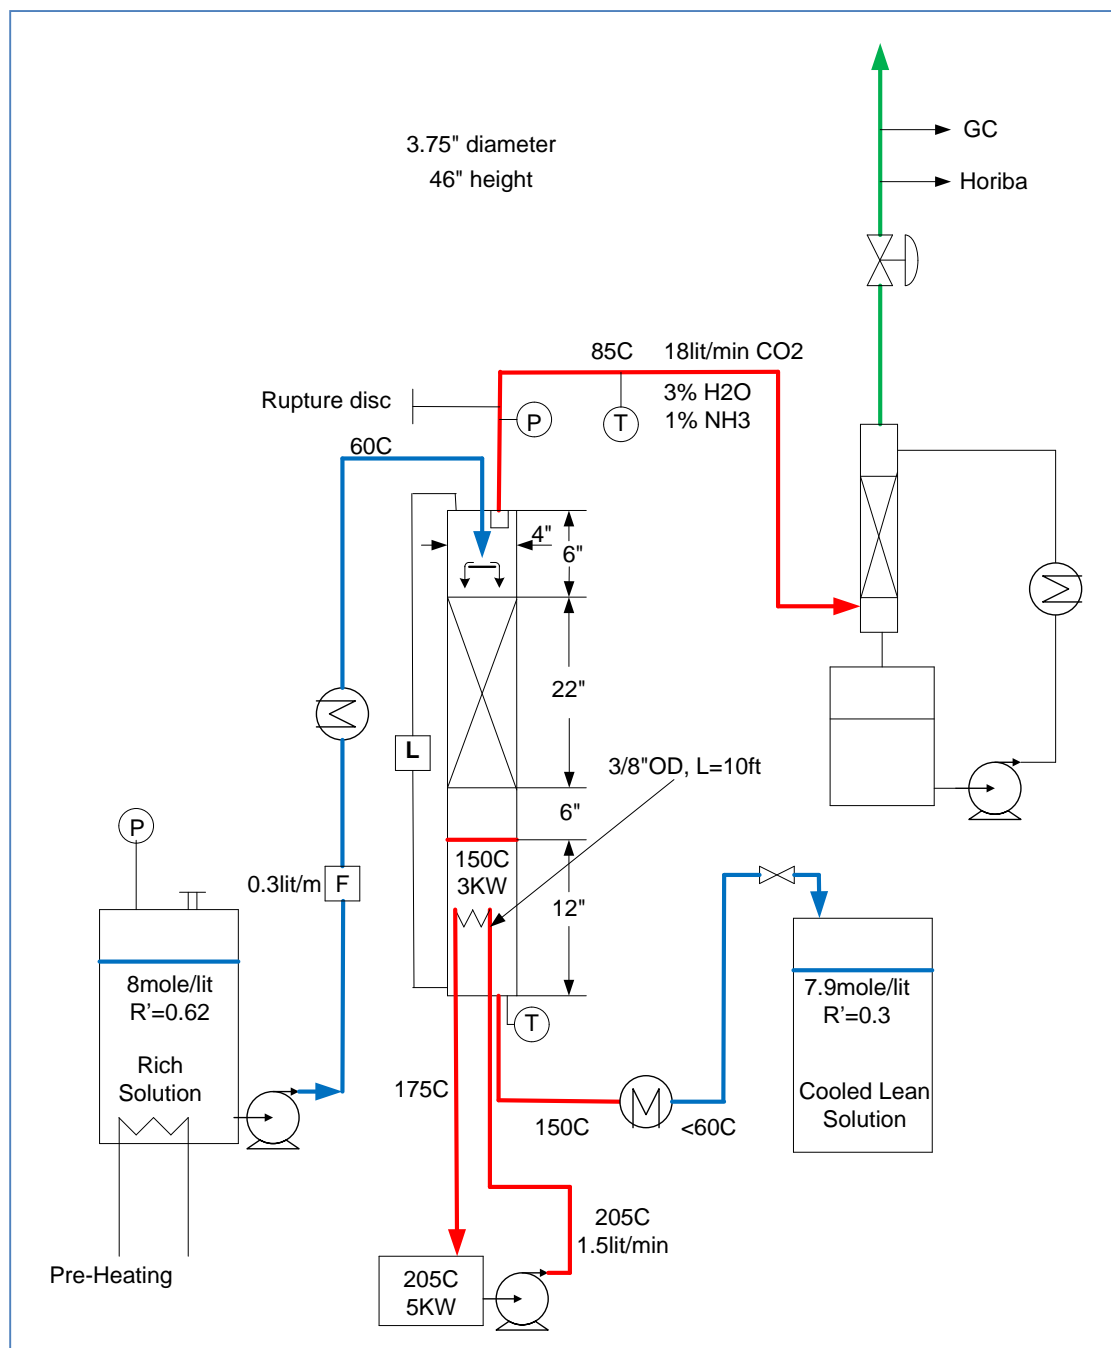 GC
3.75" diameter
46" height
Horiba
85C
18lit/min CO2
3% H2O
1% NH3
Rupture disc
P
T
60C
4"
6"
22"
L
3/8"OD, L=10ft
6"
P
150C
3KW
12"
0.3lit/m
F
8mole/lit
R’=0.62
Rich
Solution
7.9mole/lit
R’=0.3
Cooled Lean
Solution
T
175C
150C
<60C
205C
1.5lit/min
Pre-Heating
205C
5KW